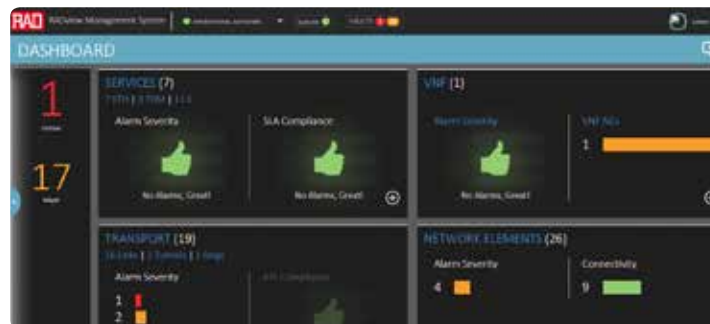 RAD RADview Management System
DASHBOARD
1
17
SERVICES (7)
Alarm Severity
SLA Compliance
No Alarms, Great!
No Alarms, Great!
VNF (1)
Alarm Severity
VNF NEs
1
No Alarms, Great!
TRANSPORT (19)
Alarm Severity
1
2
NETWORK ELEMENTS (26)
Alarm Severity
Connectivity
4
9